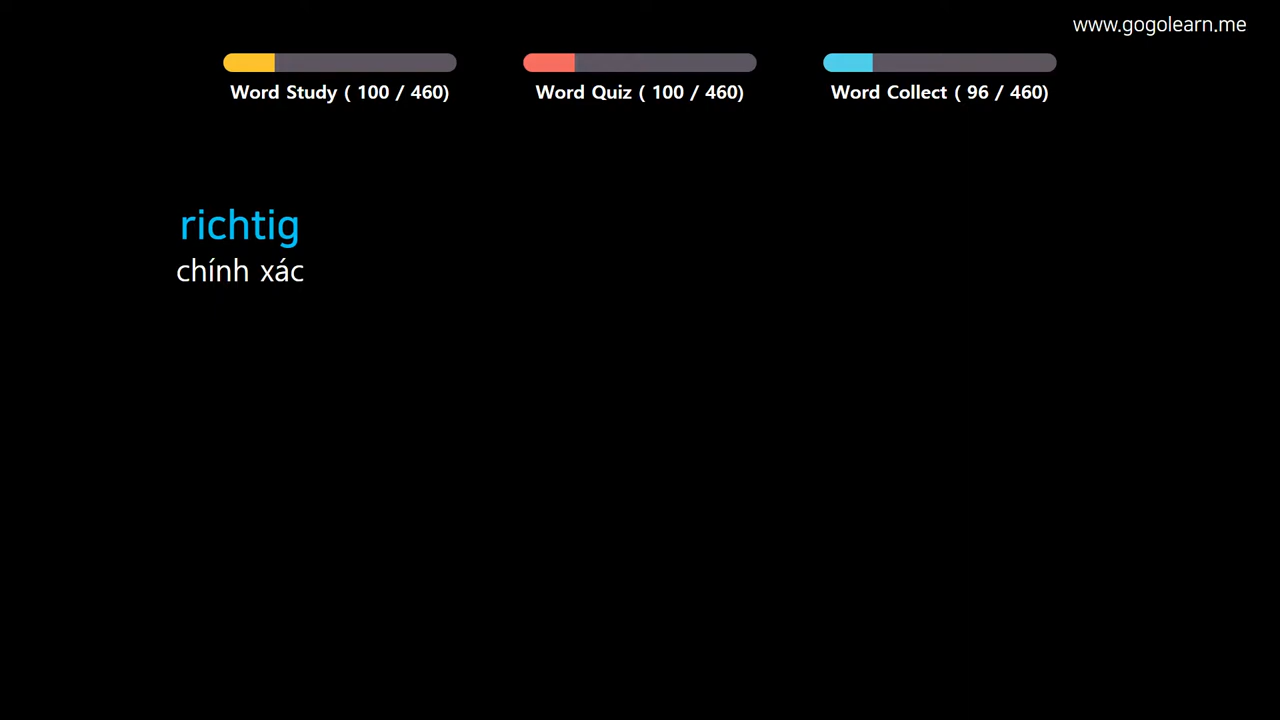 www.gogolearn.me
Word Study ( 100 / 460)
Word Quiz ( 100 / 460)
Word Collect ( 96 / 460)
richtig
chính xác